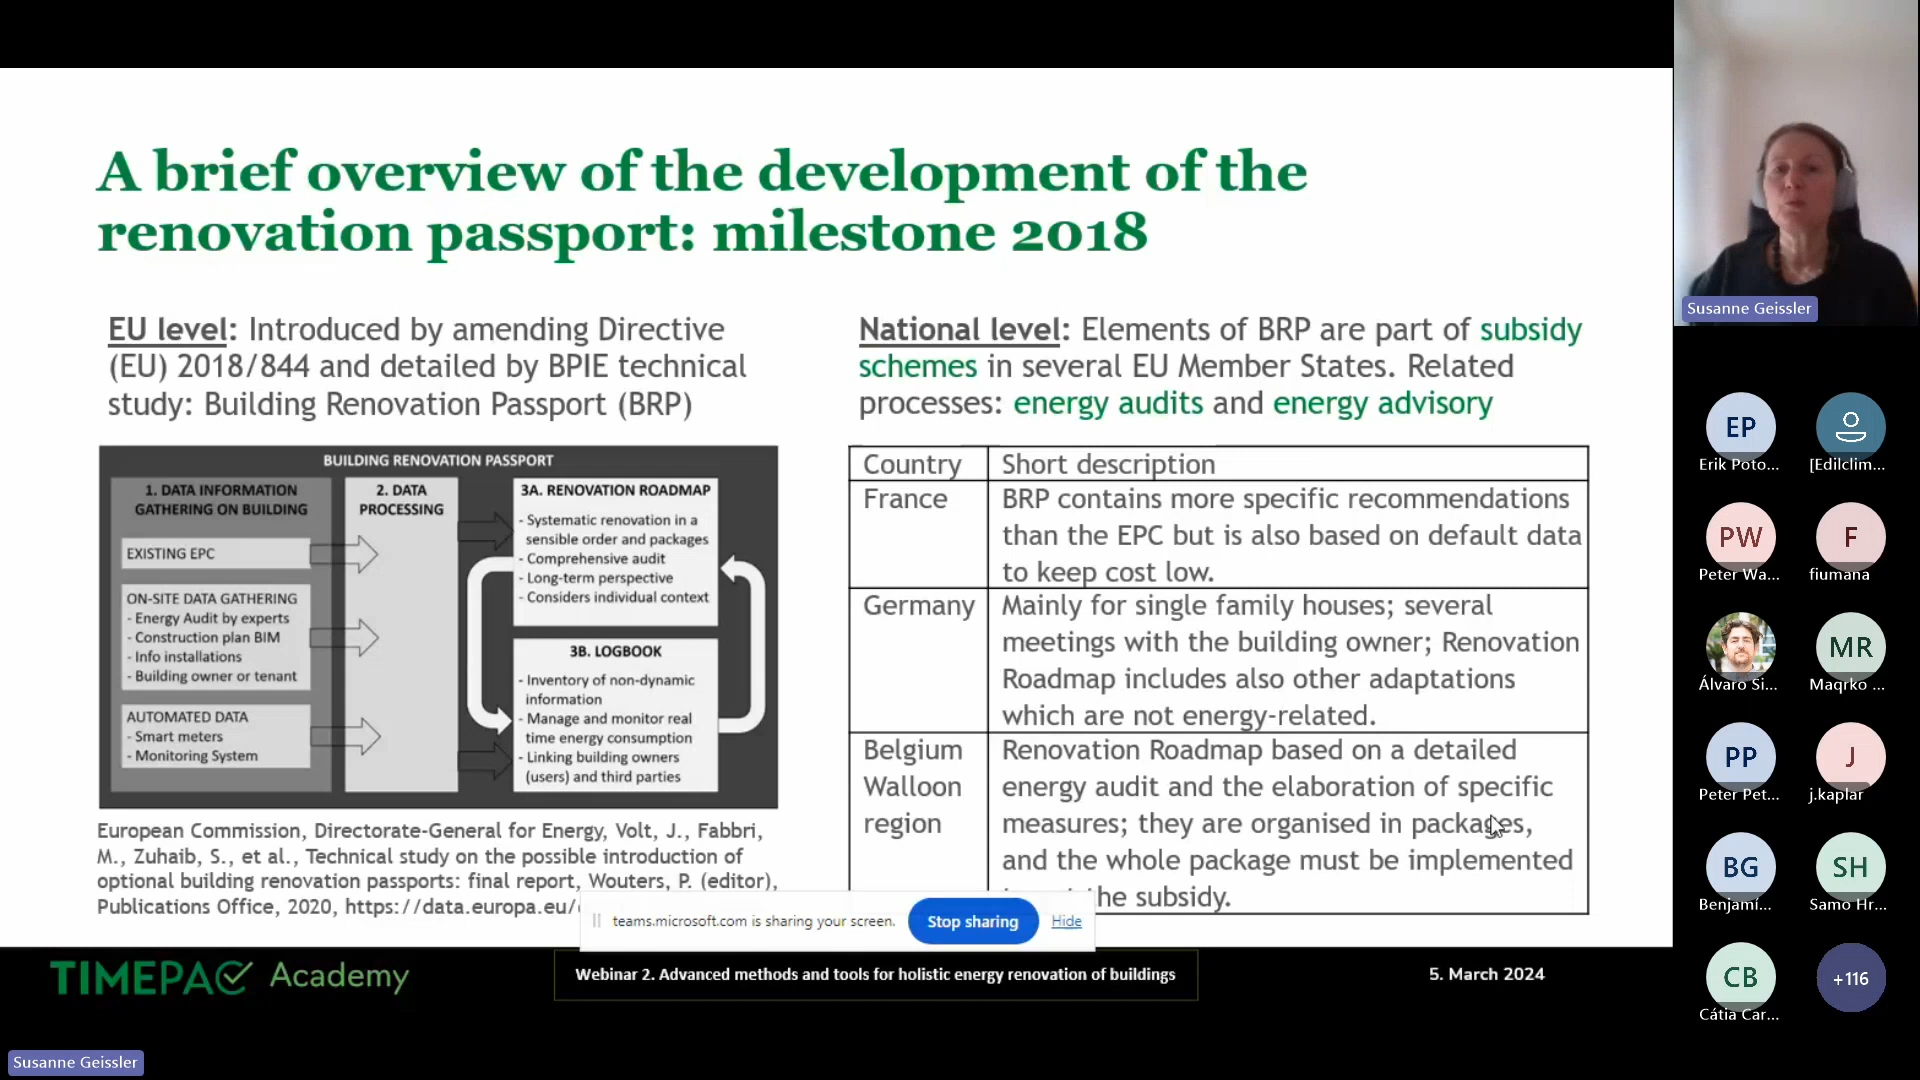 A brief overview of the development of the
renovation passport: milestone 2018
EU level: Introduced by amending Directive
(EU) 2018/844 and detailed by BPIE technical
study: Building Renovation Passport (BRP)
BUILDING RENOVATION PASSPORT
1. DATA INFORMATION
GATHERING ON BUILDING
EXISTING EPC
ON-SITE DATA GATHERING
- Energy Audit by experts
- Construction plan BIM
- Info installations
- Building owner or tenant
AUTOMATED DATA
- Smart meters
- Monitoring System
2. DATA
PROCESSING
3A. RENOVATION ROADMAP
- Systematic renovation in a
sensible order and packages
- Comprehensive audit
- Long-term perspective
- Considers individual context
3B. LOGBOOK
- Inventory of non-dynamic
information
- Manage and monitor real
time energy consumption
- Linking building owners
(users) and third parties
European Commission, Directorate-General for Energy, Volt, J., Fabbri,
M., Zuhaib, S., et al., Technical study on the possible introduction of
optional building renovation passports: final report, Wouters, P. (editor),
Publications Office, 2020, https://data.europa.eu/
National level: Elements of BRP are part of subsidy
schemes in several EU Member States. Related
processes: energy audits and energy advisory
Country Short description
France BRP contains more specific recommendations
than the EPC but is also based on default data
to keep cost low.
Germany Mainly for single family houses; several
meetings with the building owner; Renovation
Roadmap includes also other adaptations
which are not energy-related.
Belgium Renovation Roadmap based on a detailed
Walloon energy audit and the elaboration of specific
region measures; they are organised in packages,
and the whole package must be implemented
the subsidy.
teams.microsoft.com is sharing your screen. Stop sharing Hide
TIMEPAC Academy
Webinar 2. Advanced methods and tools for holistic energy renovation of buildings
5. March 2024
Susanne Geissler
Susanne Geissler
EP
Erik Poto...
[Edilclim...
PW
Peter Wa...
F
fiumana
Álvaro Si...
MR
Maqrko ...
PP
Peter Pet...
J
j.kaplar
BG
Benjamí...
SH
Samo Hr...
CB
Cátia Car...
+116